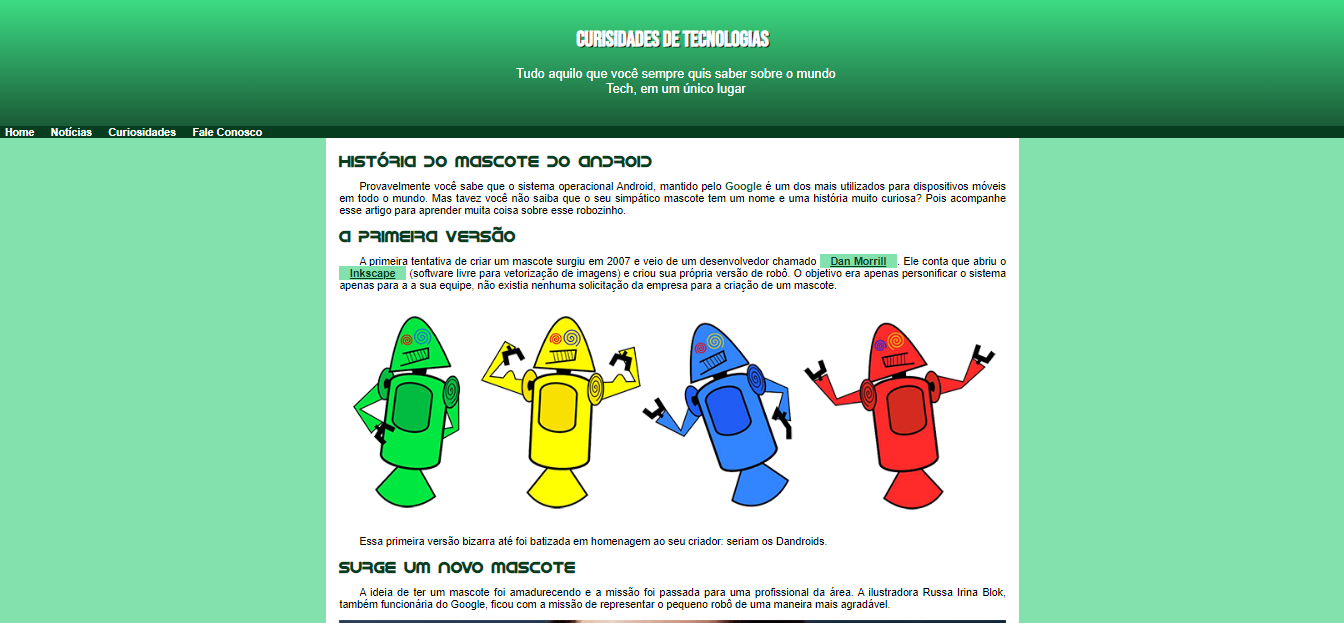 CURISIDADES DE TECNOLOGIAS
Tudo aquilo que você sempre quis saber sobre o mundo
Tech, em um único lugar
Home Notícias Curiosidades Fale Conosco
História do Mascote do Android
Provavelmente você sabe que o sistema operacional Android, mantido pelo Google é um dos mais utilizados para dispositivos móveis
em todo o mundo. Mas tavez você não saiba que o seu simpático mascote tem um nome e uma história muito curiosa? Pois acompanhe
esse artigo para aprender muita coisa sobre esse robozinho.
A primeira versão
A primeira tentativa de criar um mascote surgiu em 2007 e veio de um desenvolvedor chamado Dan Morrill. Ele conta que abriu o
Inkscape (software livre para vetorização de imagens) e criou sua própria versão de robô. O objetivo era apenas personificar o sistema
apenas para a a sua equipe, não existia nenhuma solicitação da empresa para a criação de um mascote.
Essa primeira versão bizarra até foi batizada em homenagem ao seu criador: seriam os Dandroids.
Surge um novo mascote
A ideia de ter um mascote foi amadurecendo e a missão foi passada para uma profissional da área. A ilustradora Russa Irina Blok,
também funcionária do Google, ficou com a missão de representar o pequeno robô de uma maneira mais agradável.